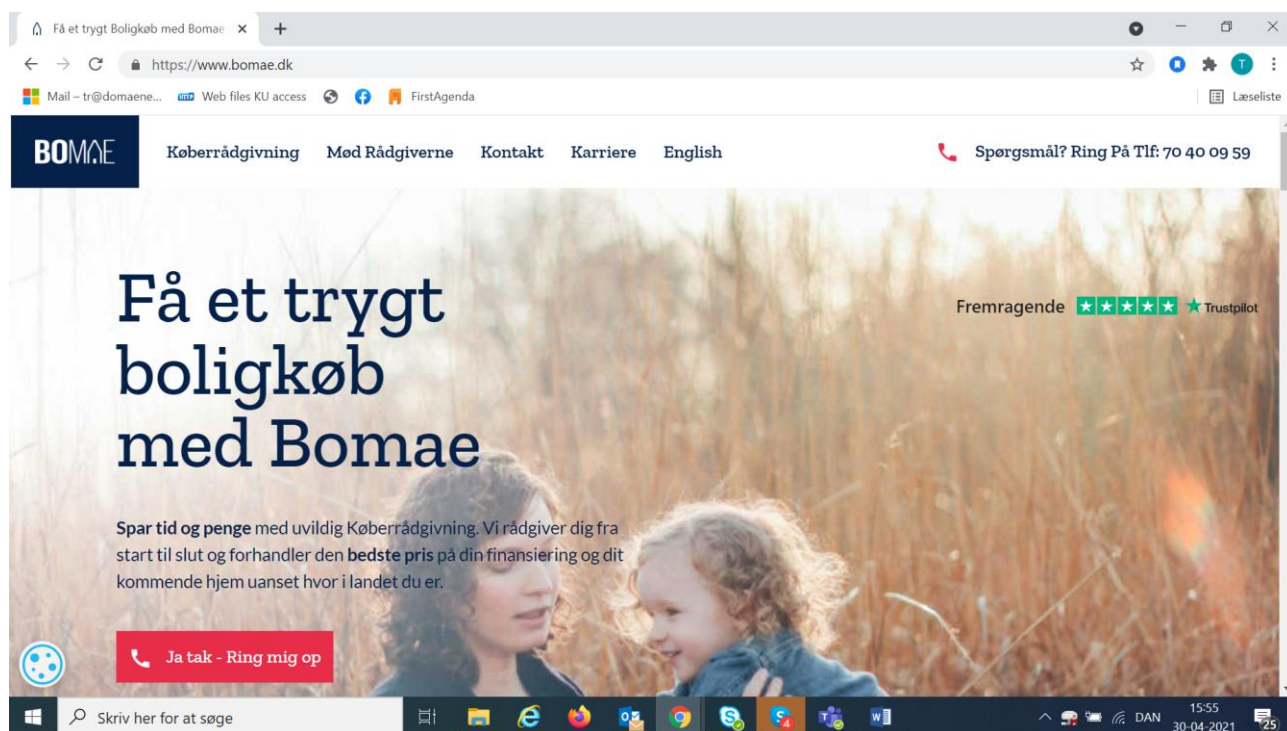 Få et trygt Boligkøb med Bomae
https://www.bomae.dk
Mail – tr@domaene... Web files KU access FirstAgenda Læseliste
BOMAE Køberrådgivning Mød Rådgiverne Kontakt Karriere English Spørgsmål? Ring På Tlf: 70 40 09 59
Få et trygt
boligkøb
med Bomae
Fremragende Trustpilot
Spar tid og penge med uvildig Køberrådgivning. Vi rådgiver dig fra
start til slut og forhandler den bedste pris på din finansiering og dit
kommende hjem uanset hvor i landet du er.
Ja tak - Ring mig op
Skriv her for at søge
DAN
15:55
30-04-2021
25